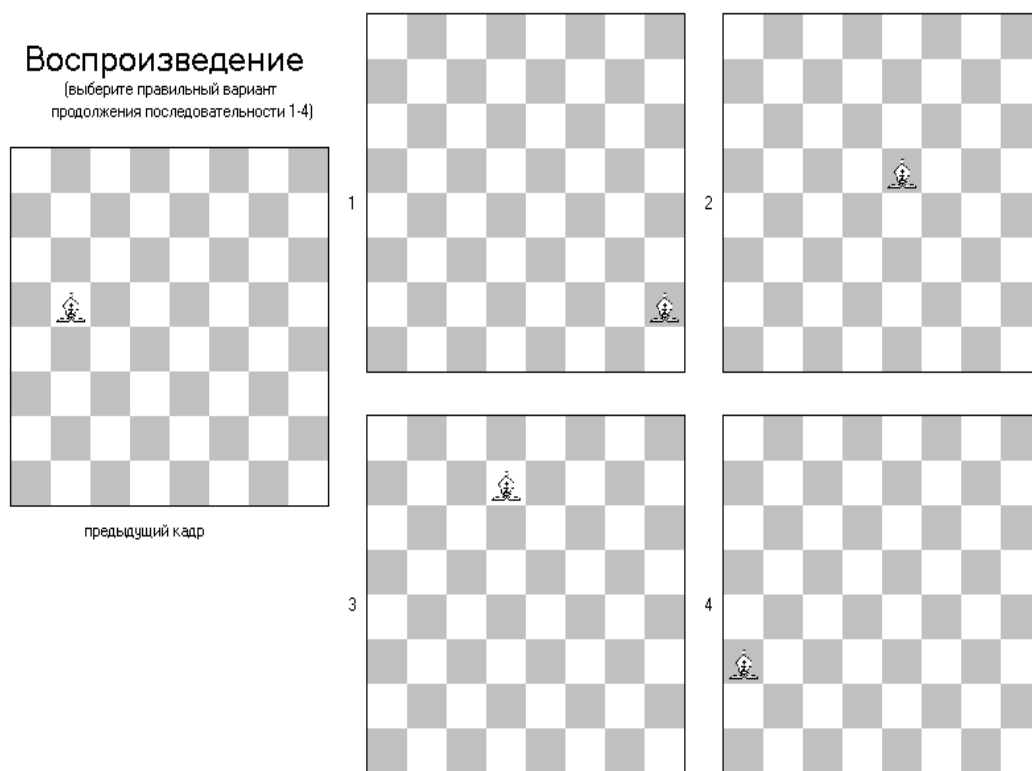 Воспроизведение
(выберите правильный вариант
продолжения последовательности 1-4)
предыдущий кадр
1
2
3
4